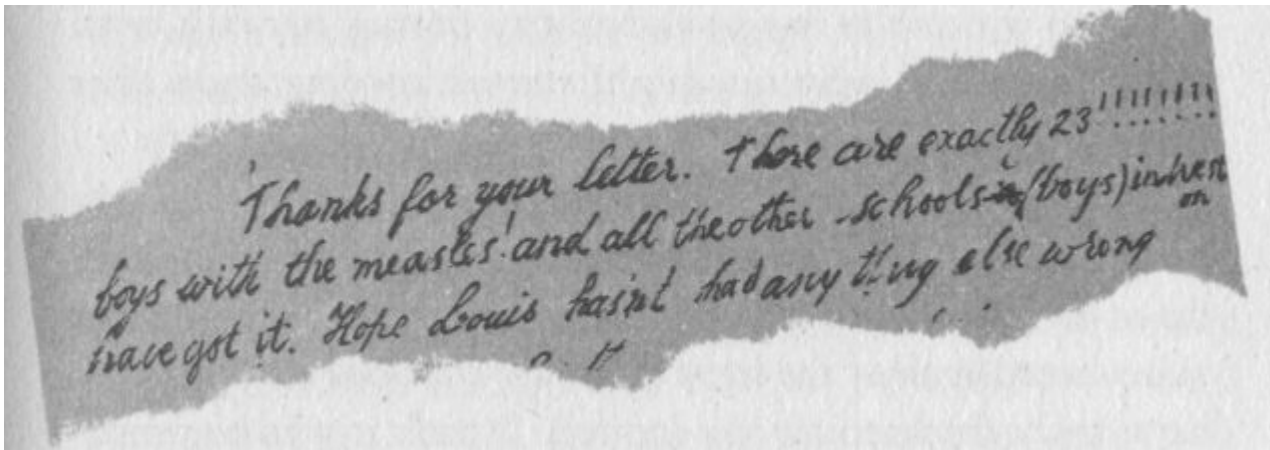 Thanks for your letter. There are exactly 23!!!!!!!!
boys with the measles! and all the other schools (boys) in West
on
have got it. Hope Louis hasn't had any thing else wrong